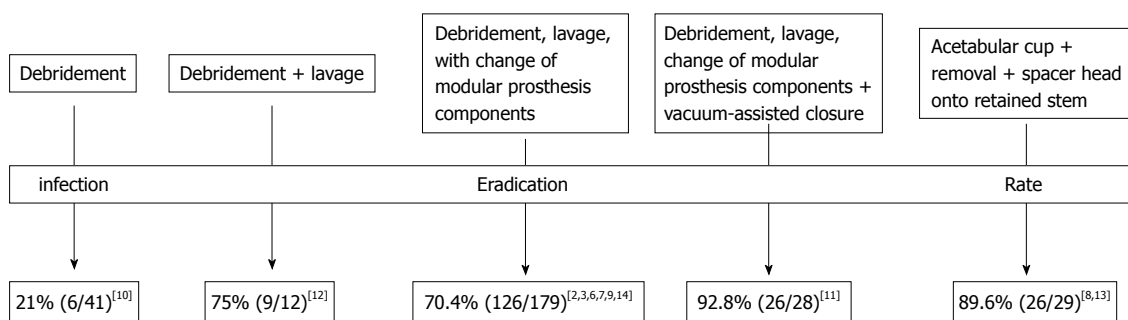 Debridement
Debridement + lavage
Debridement, lavage,
with change of
modular prosthesis
components
Debridement, lavage,
change of modular
prosthesis components +
vacuum-assisted closure
Acetabular cup +
removal + spacer head
onto retained stem
infection Eradication Rate
21% (6/41)[10]
75% (9/12)[12]
70.4% (126/179)[2,3,6,7,9,14]
92.8% (26/28)[11]
89.6% (26/29)[8,13]